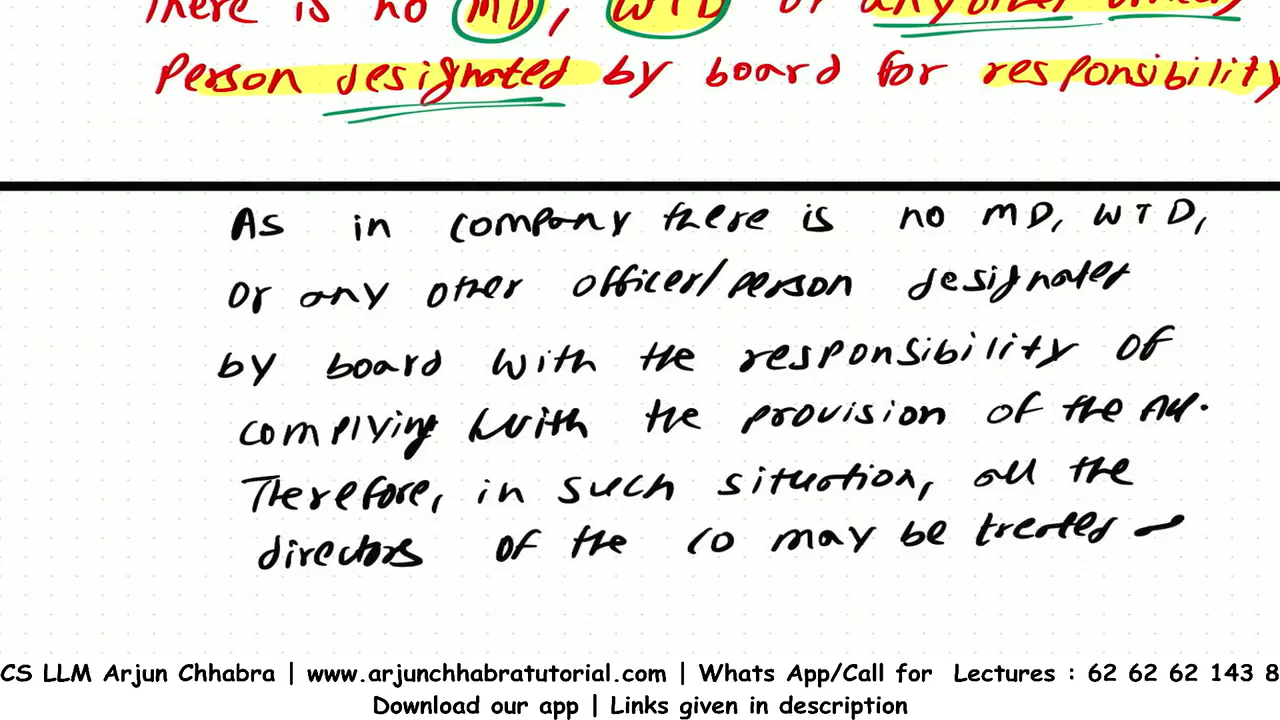 There is no MD, WTD or any other officer/
Person designated by board for responsibility
As in company there is no MD, WTD,
or any other officer/person designated
by board with the responsibility of
complying with the provision of the Act.
Therefore, in such situation, all the
directors of the co may be treated
CS LLM Arjun Chhabra | www.arjunchhabratutorial.com | Whats App/Call for Lectures : 62 62 62 143 8
Download our app | Links given in description